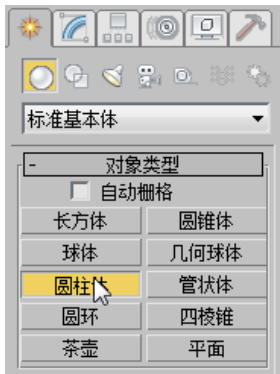 标准基本体
- 对象类型
自动栅格
长方体 圆锥体
球体 几何球体
圆柱体 管状体
圆环 四棱锥
茶壶 平面